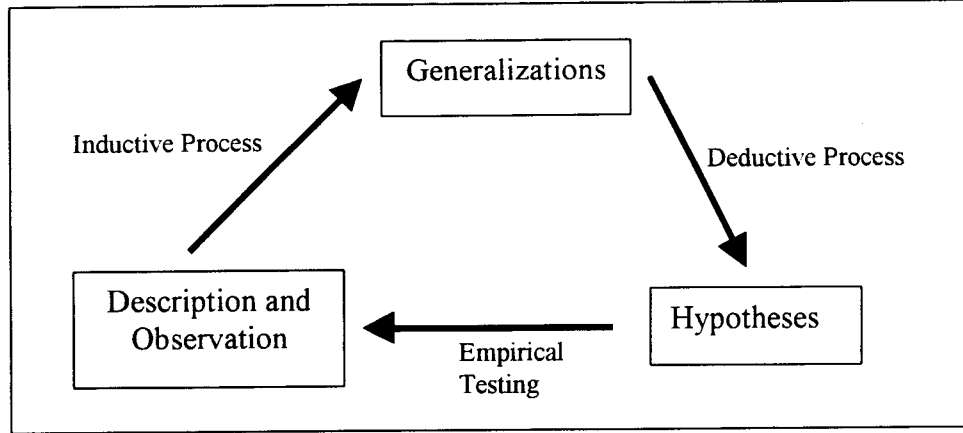 Generalizations
Inductive Process
Deductive Process
Description and
Observation
Hypotheses
Empirical
Testing